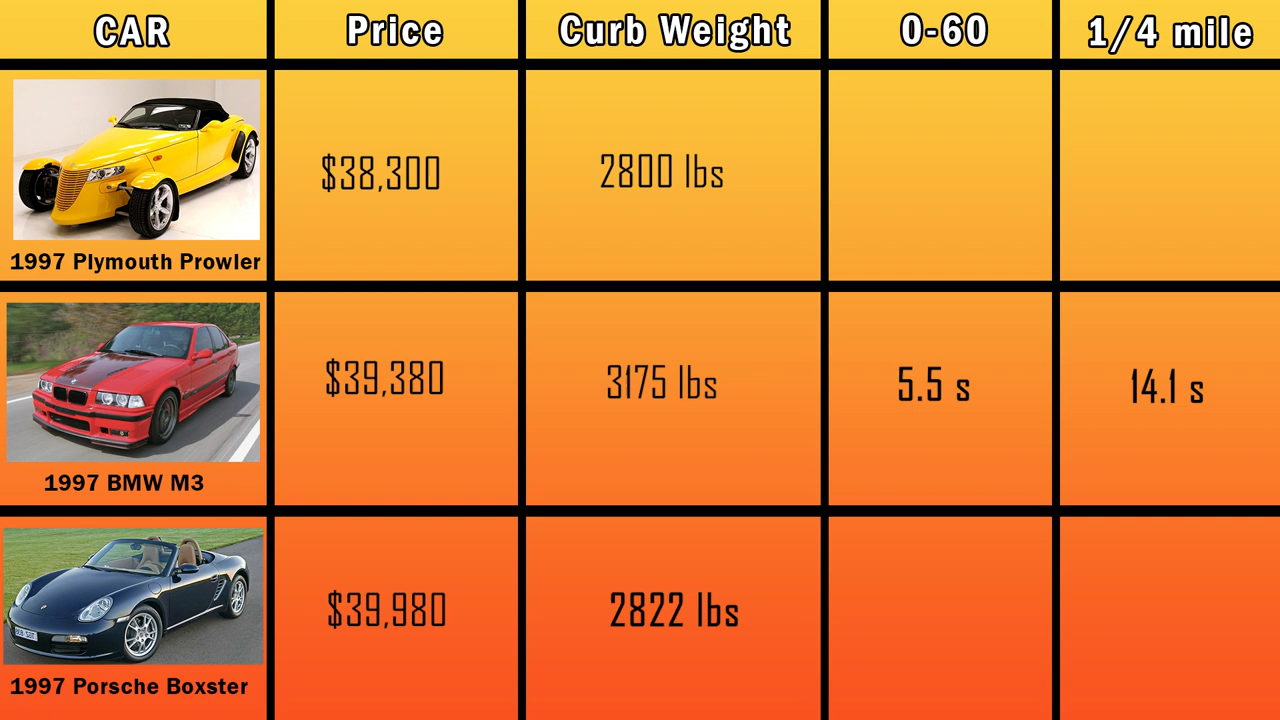 CAR Price Curb Weight 0-60 1/4 mile
$38,300 2800 lbs
1997 Plymouth Prowler
$39,380 3175 lbs 5.5 s 14.1 s
1997 BMW M3
$39,980 2822 lbs
1997 Porsche Boxster